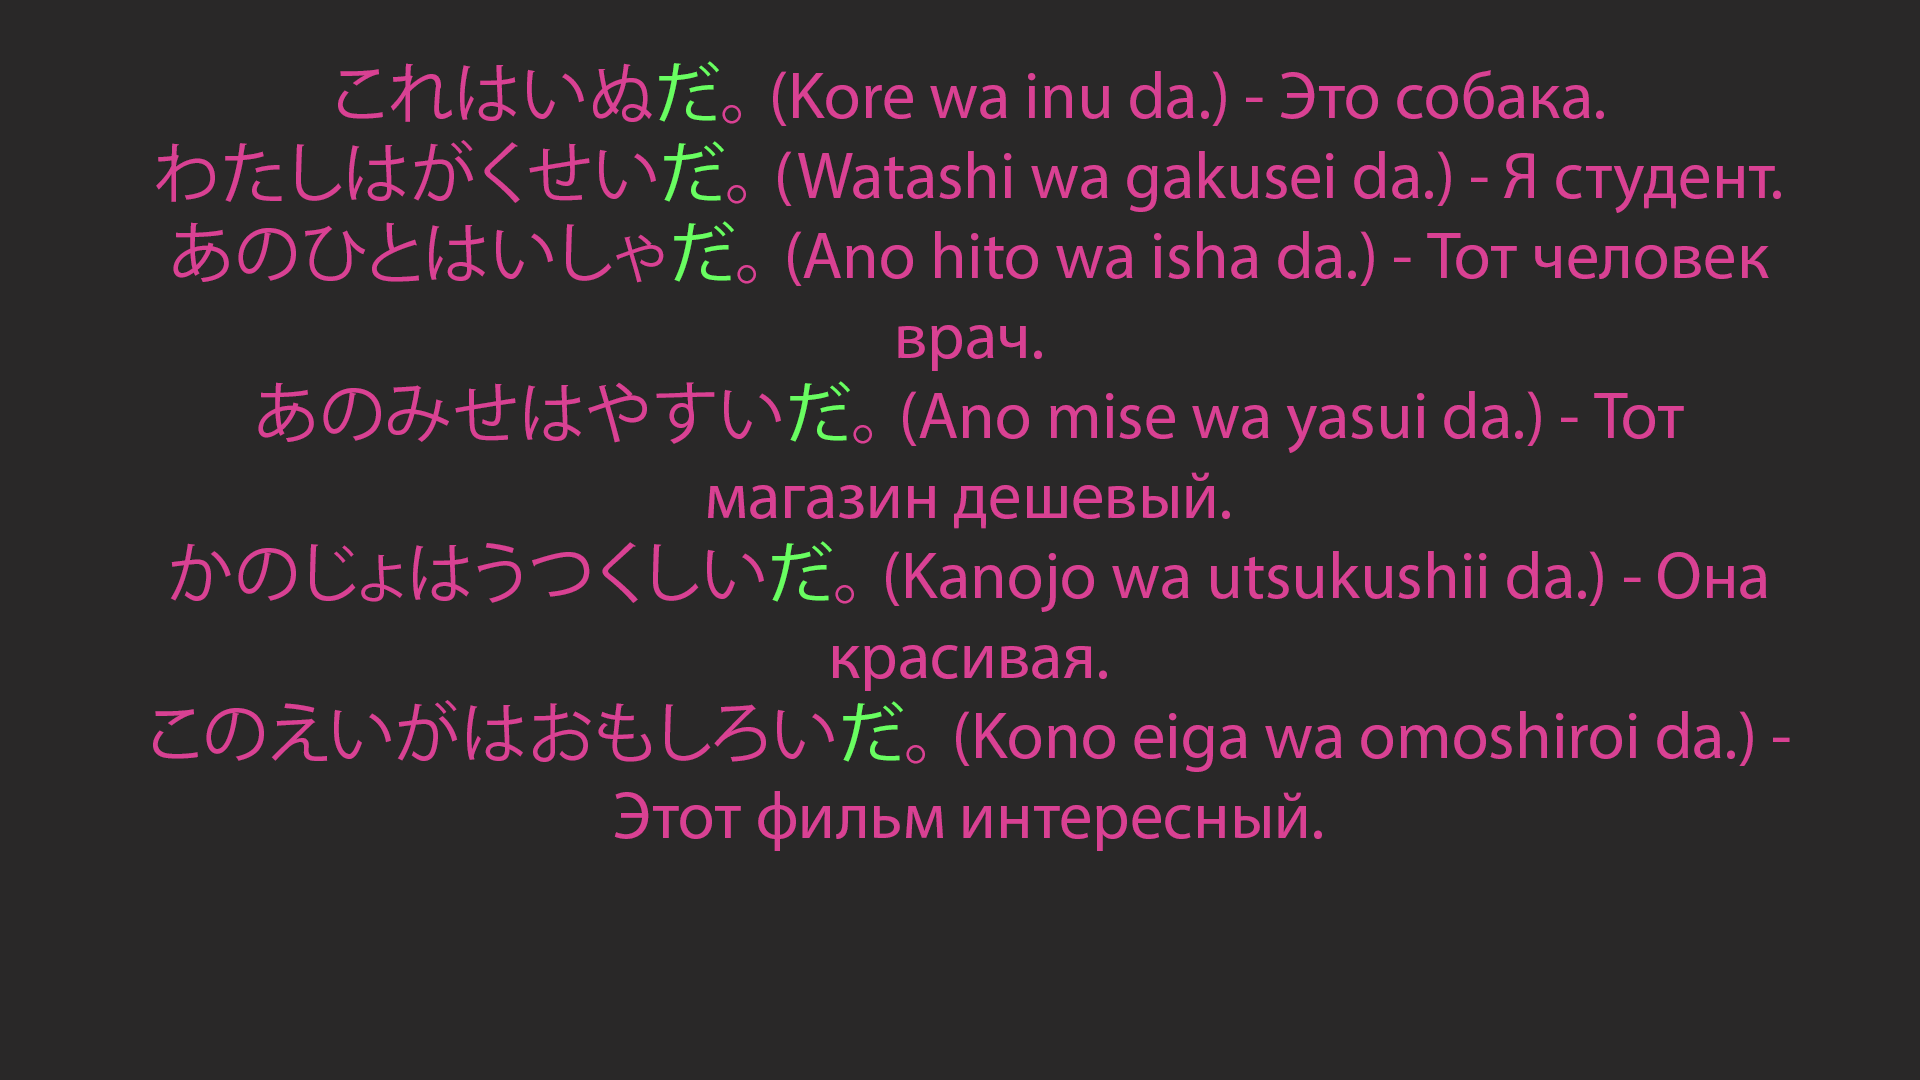 これはいぬだ。(Kore wa inu da.) - Это собака.
わたしはがくせいだ。(Watashi wa gakusei da.) - Я студент.
あのひとはいしゃだ。(Ano hito wa isha da.) - Тот человек
врач.
あのみせはやすいだ。(Ano mise wa yasui da.) - Тот
магазин дешевый.
かのじょはうつくしいだ。(Kanojo wa utsukushii da.) - Она
красивая.
このえいがはおもしろいだ。(Kono eiga wa omoshiroi da.) -
Этот фильм интересный.